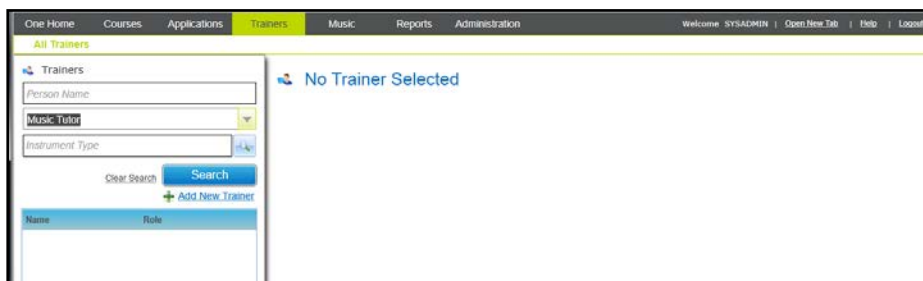 One Home Courses Applications Trainers Music Reports Administration Welcome SYSADMIN | Open New Tab | Help | Logout
All Trainers
Trainers
Person Name
Music Tutor
Instrument Type
Clear Search Search
Add New Trainer
Name Role
No Trainer Selected